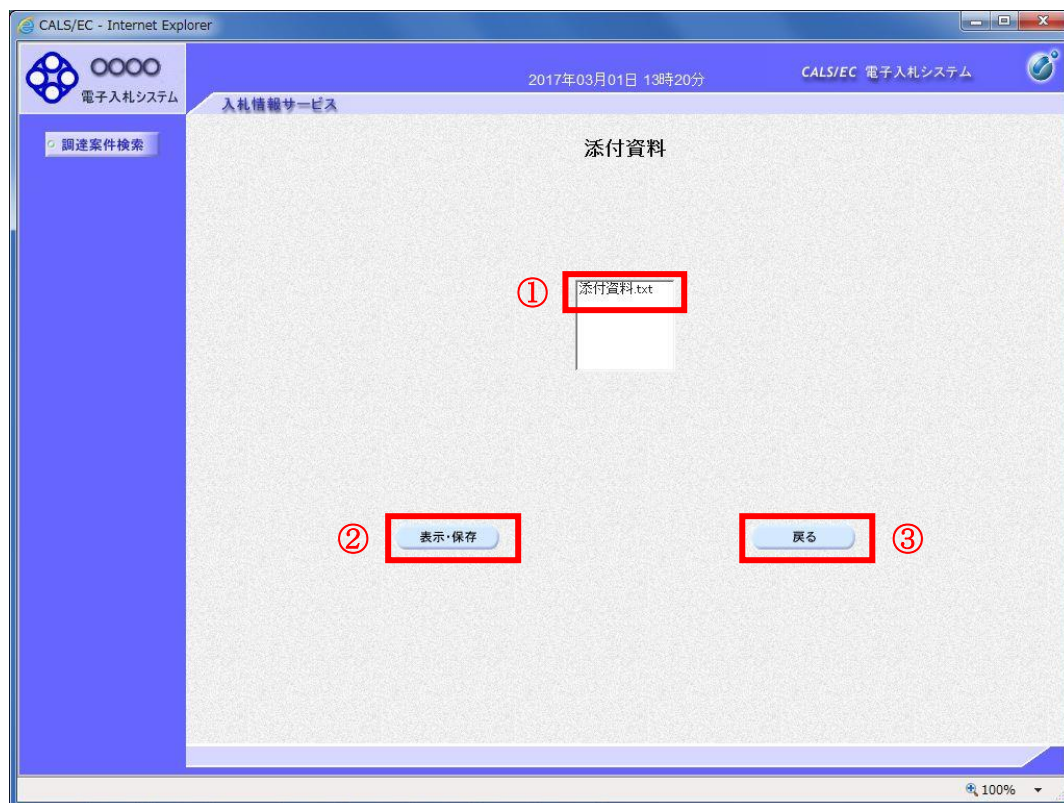 CALS/EC - Internet Explorer
OOOO
電子入札システム
2017年03月01日 13時20分
CALS/EC 電子入札システム
入札情報サービス
調達案件検索
添付資料
① 添付資料.txt
② 表示・保存
戻る ③
100%